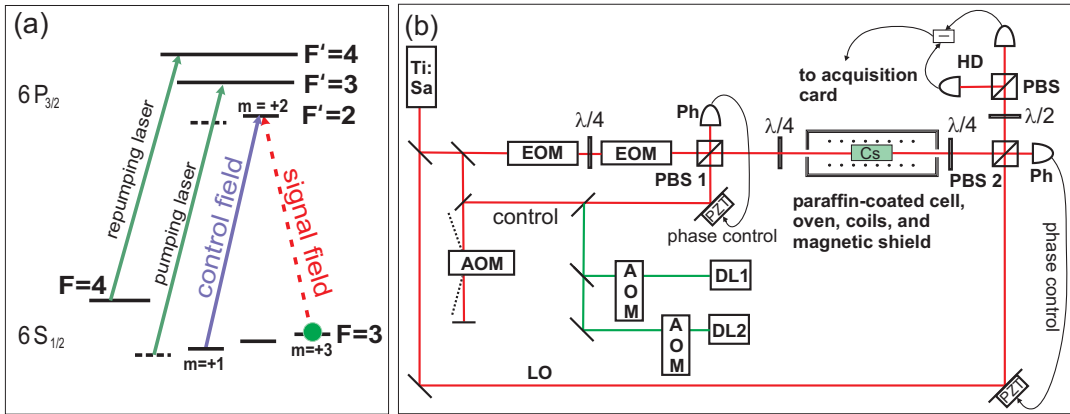 (a)
F'=4
F'=3
6P3/2
m=+2
F'=2
repumping laser
pumping laser
control field
signal field
F=4
6S1/2
m=+1
m=+3
F=3
(b)
Ti:
Sa
to acquisition
card
HD
PBS
λ/2
Ph
λ/4
EOM
EOM
PBS 1
λ/4
Cs
λ/4
PBS 2
Ph
control
PZT
phase control
paraffin-coated cell,
oven, coils, and
magnetic shield
AOM
AOM
DL1
AOM
DL2
LO
PZT
phase control